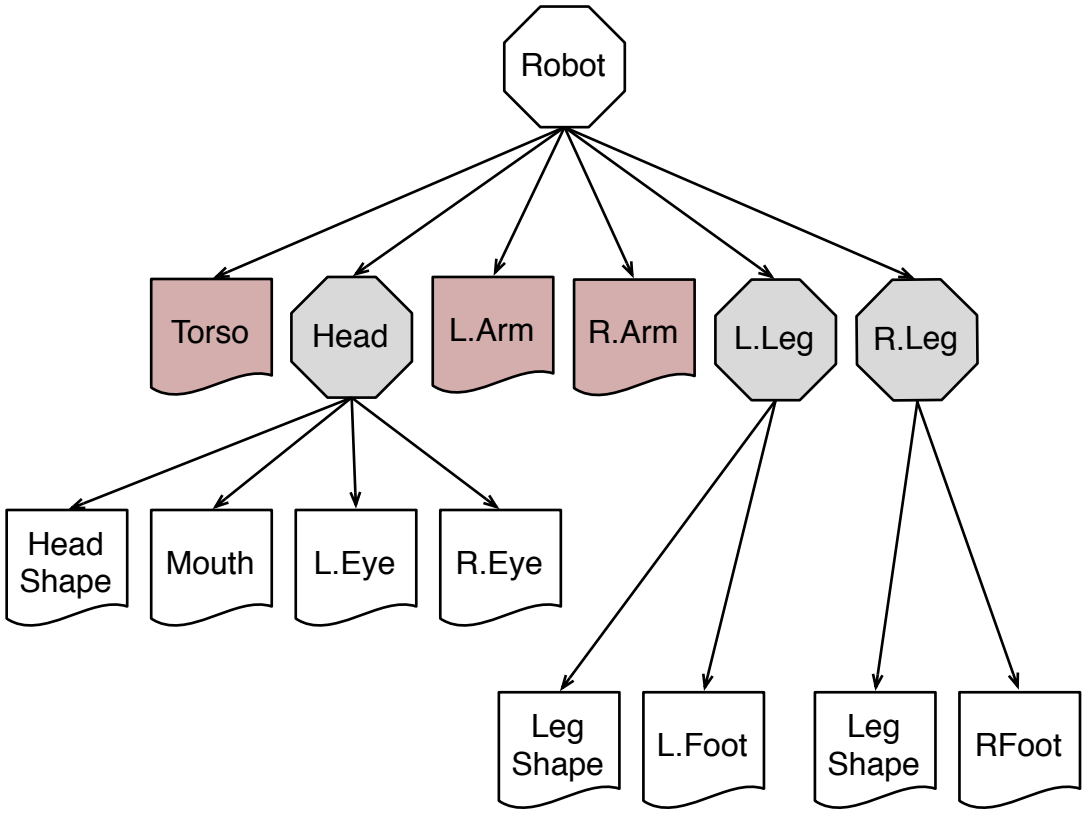 Robot
Torso
Head
L.Arm
R.Arm
L.Leg
R.Leg
Head
Shape
Mouth
L.Eye
R.Eye
Leg
Shape
L.Foot
Leg
Shape
RFoot